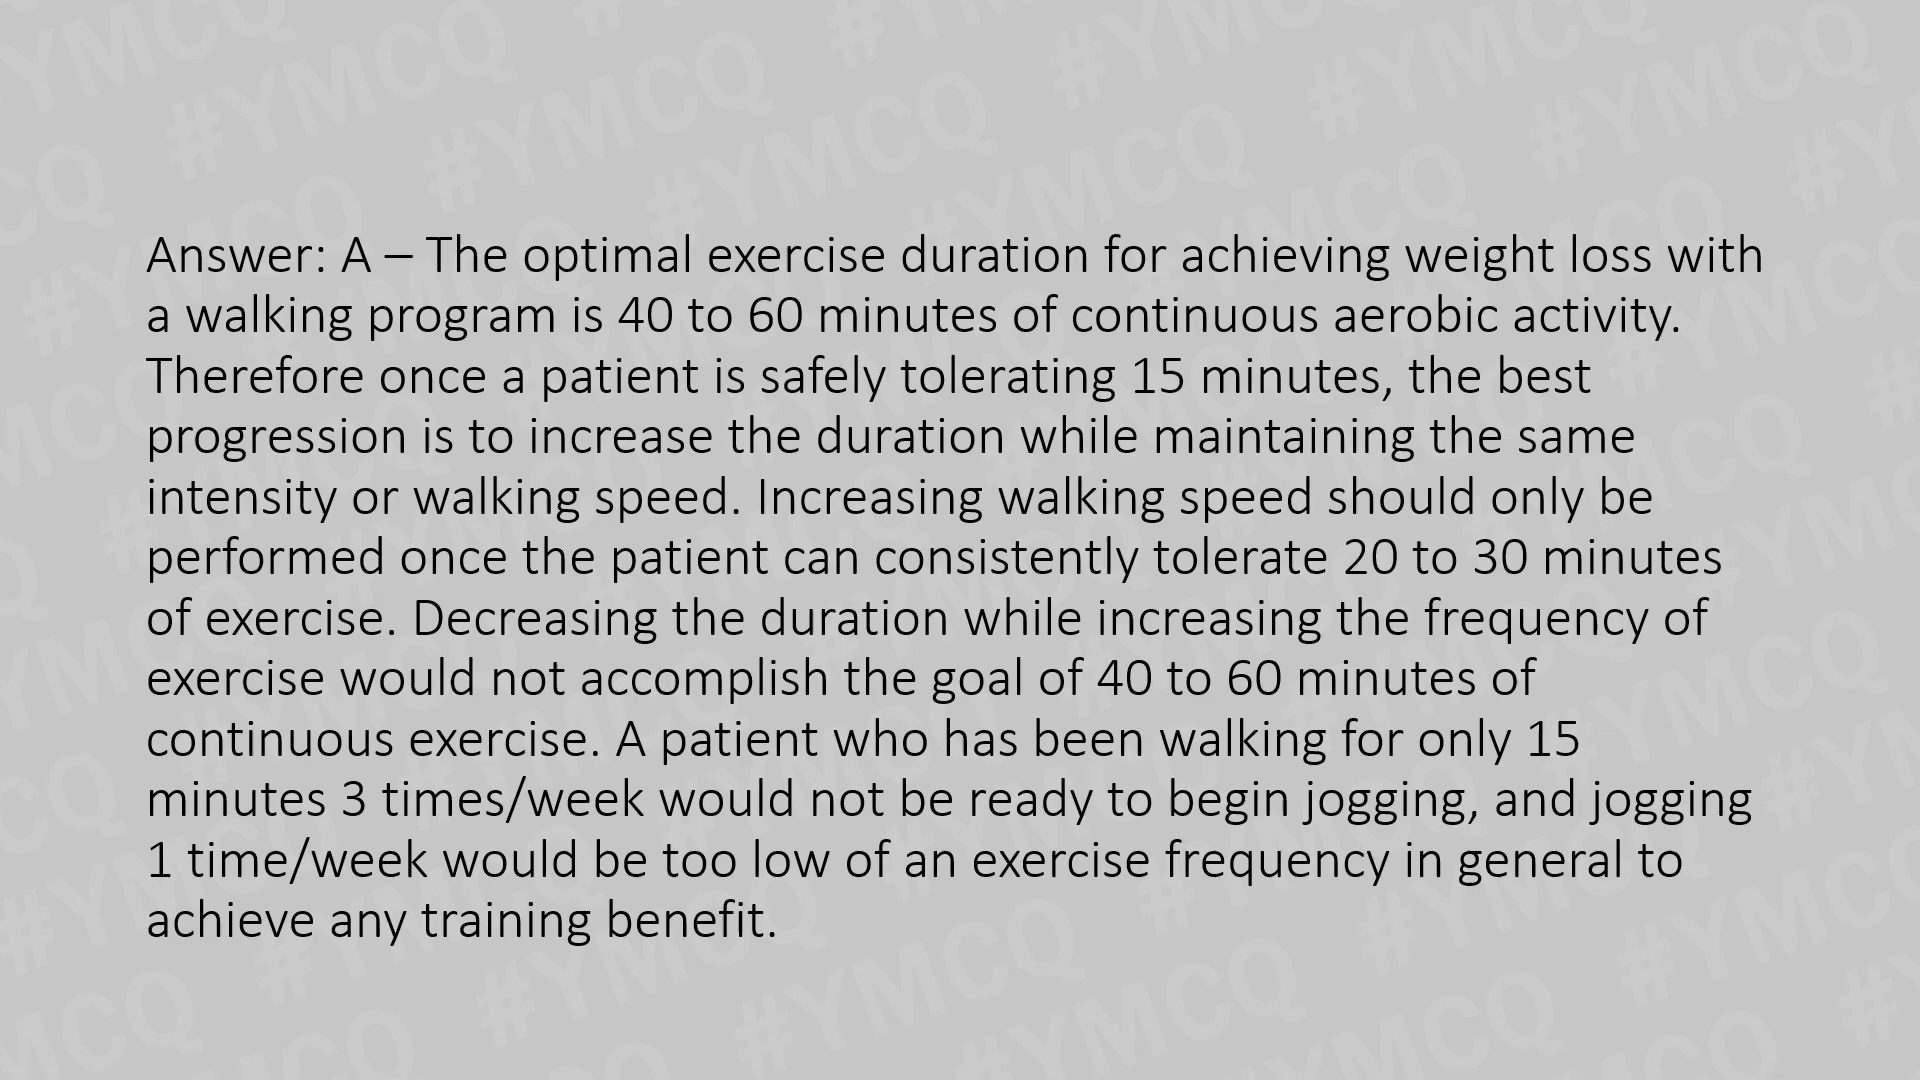 Answer: A – The optimal exercise duration for achieving weight loss with
a walking program is 40 to 60 minutes of continuous aerobic activity.
Therefore once a patient is safely tolerating 15 minutes, the best
progression is to increase the duration while maintaining the same
intensity or walking speed. Increasing walking speed should only be
performed once the patient can consistently tolerate 20 to 30 minutes
of exercise. Decreasing the duration while increasing the frequency of
exercise would not accomplish the goal of 40 to 60 minutes of
continuous exercise. A patient who has been walking for only 15
minutes 3 times/week would not be ready to begin jogging, and jogging
1 time/week would be too low of an exercise frequency in general to
achieve any training benefit.
#YMCQ